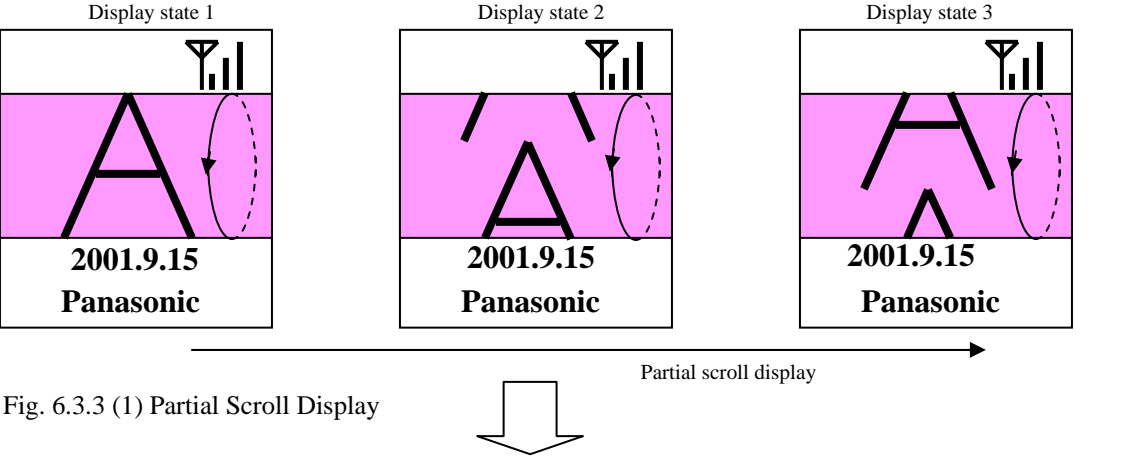 Display state 1
Display state 2
Display state 3
A
2001.9.15
Panasonic
2001.9.15
Panasonic
2001.9.15
Panasonic
Partial scroll display
Fig. 6.3.3 (1) Partial Scroll Display